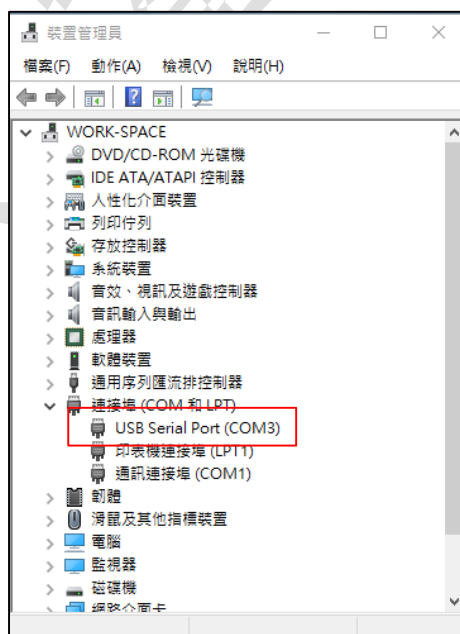 裝置管理員
檔案(F) 動作(A) 檢視(V) 說明(H)
WORK-SPACE
DVD/CD-ROM 光碟機
IDE ATA/ATAPI 控制器
人性化介面裝置
列印佇列
存放控制器
系統裝置
音效、視訊及遊戲控制器
音訊輸入與輸出
處理器
軟體裝置
通用序列匯流排控制器
連接埠 (COM 和 LPT)
USB Serial Port (COM3)
印表機連接埠 (LPT1)
通訊連接埠 (COM1)
韌體
滑鼠及其他指標裝置
電腦
監視器
磁碟機
網路介面卡